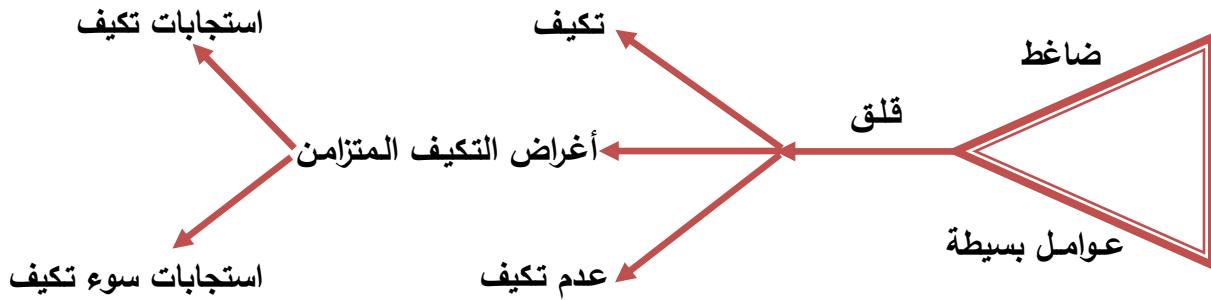 ضاغط
عوامل بسيطة
قلق
تكيف
أغراض التكيف المتزامن
عدم تكيف
استجابات تكيف
استجابات سوء تكيف